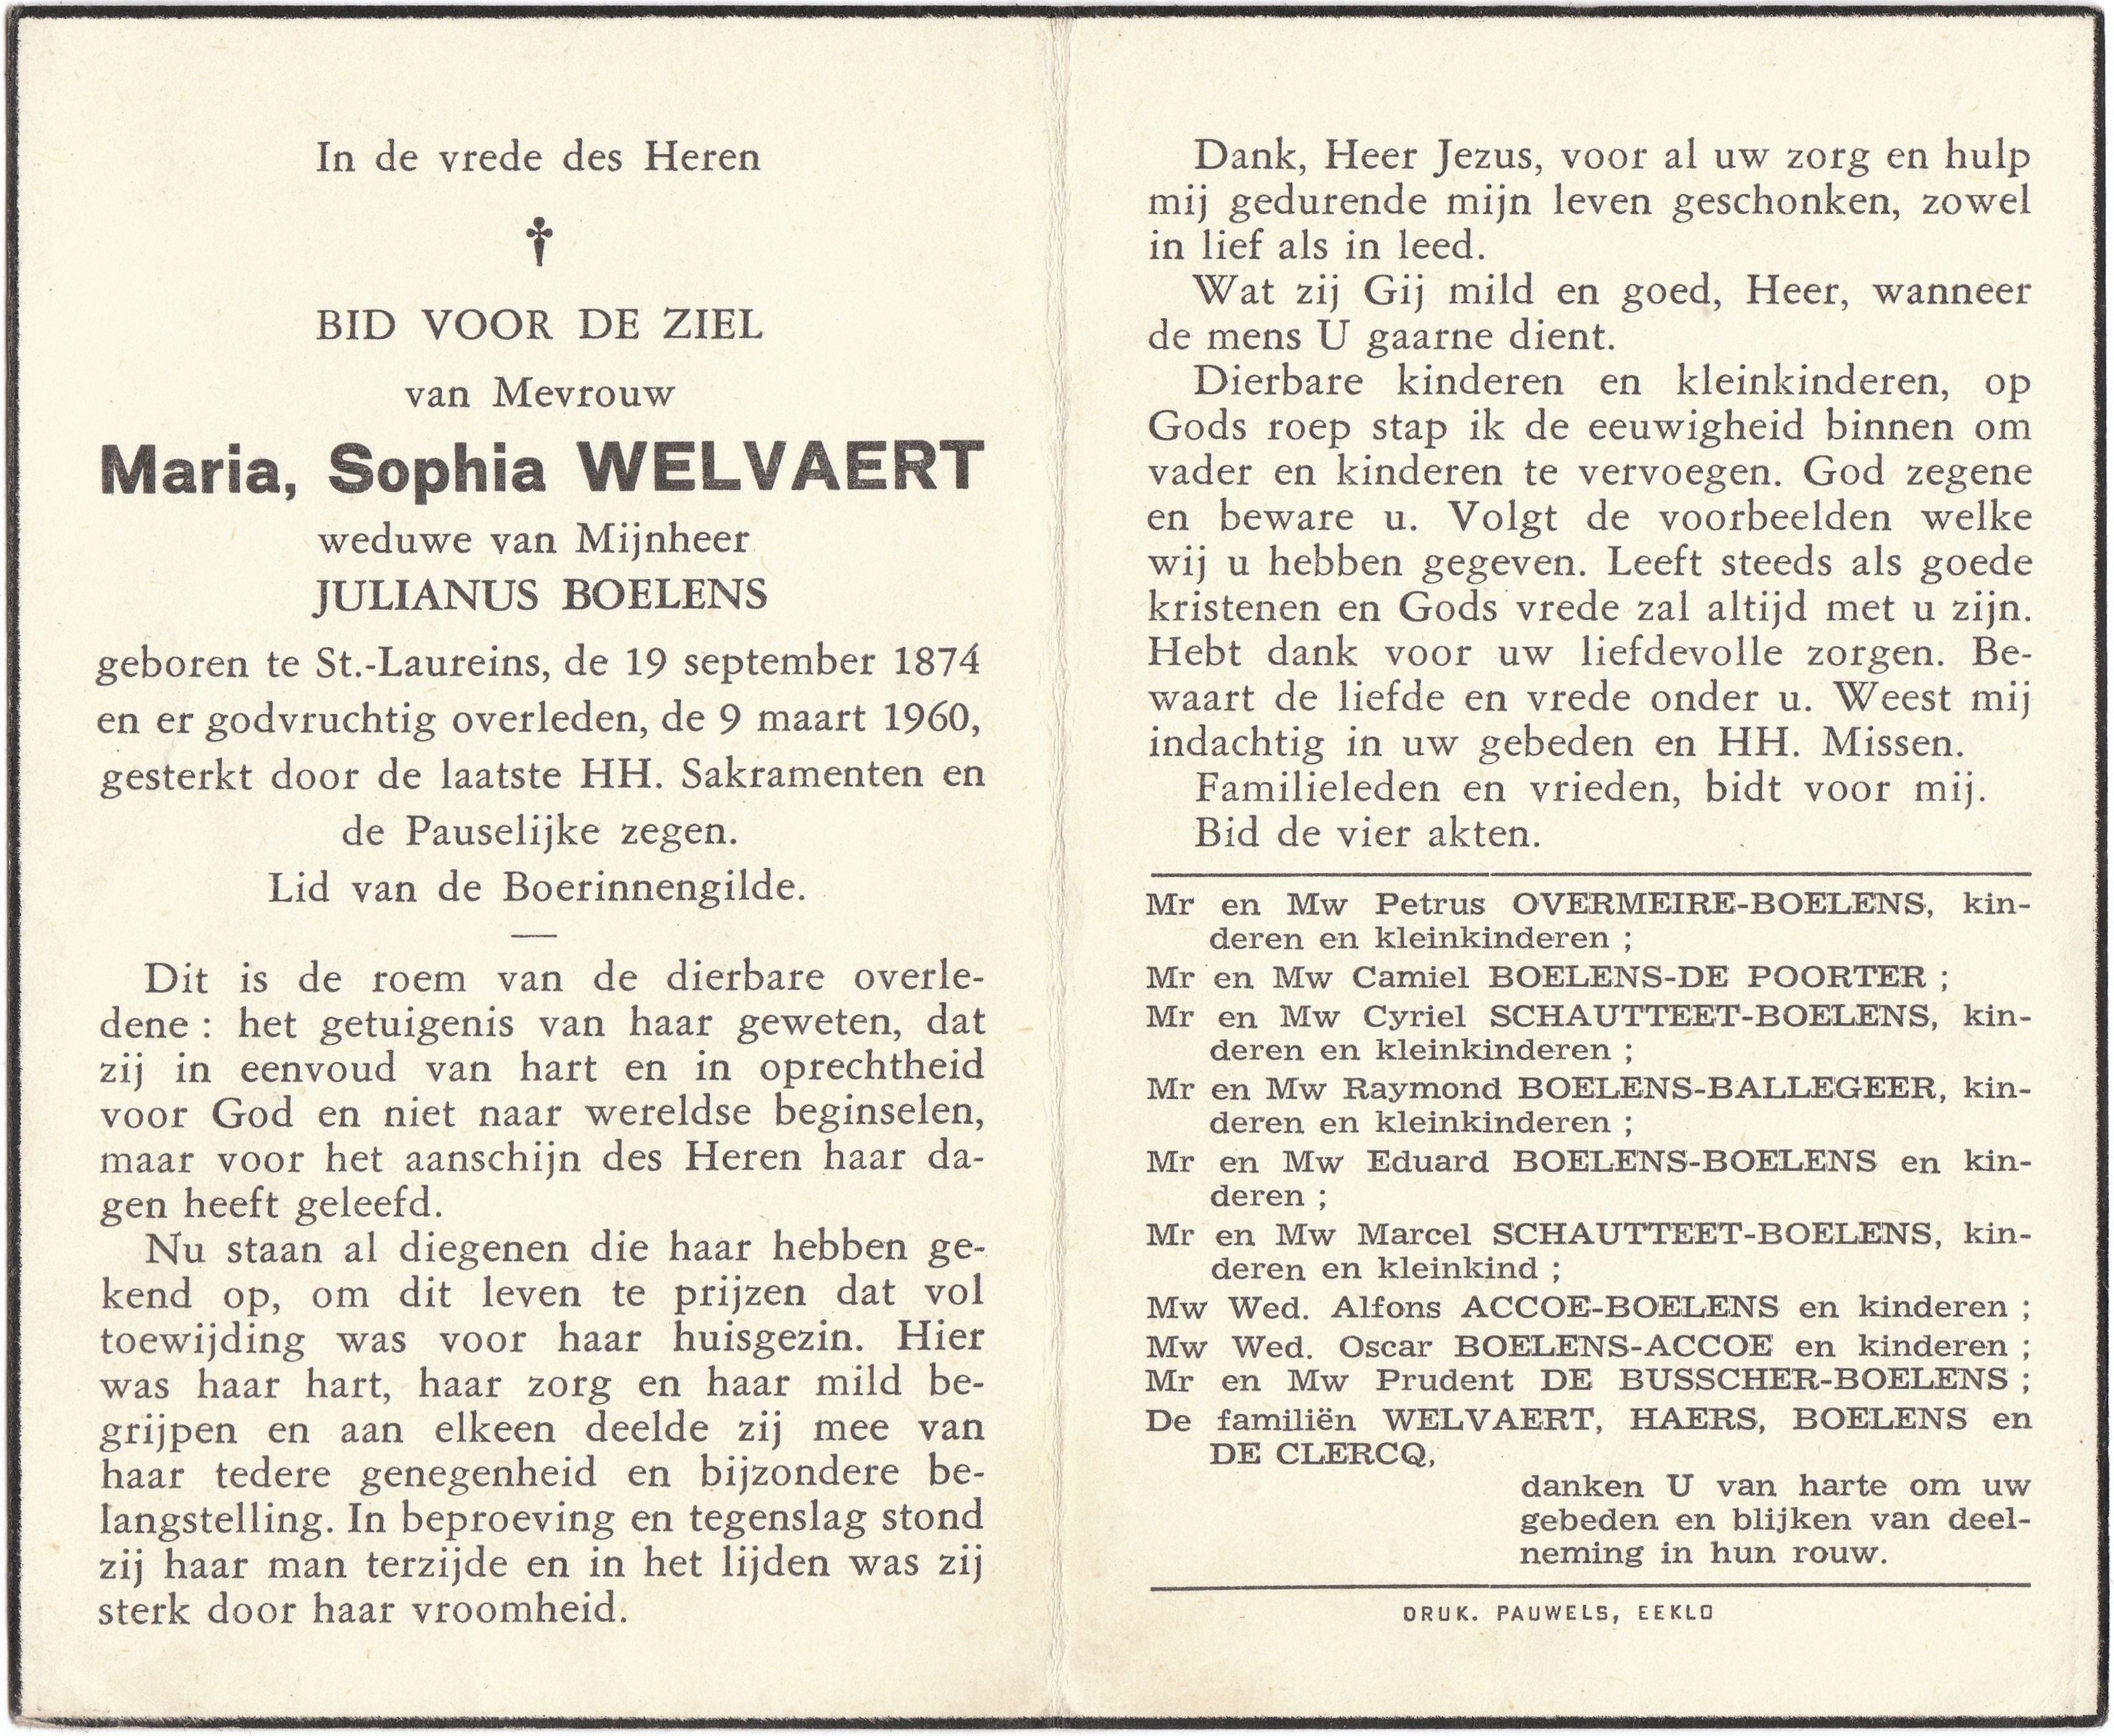 In de vrede des Heren
†
BID VOOR DE ZIEL
van Mevrouw
Maria, Sophia WELVAERT
weduwe van Mijnheer
JULIANUS BOELENS
geboren te St.-Laureins, de 19 september 1874
en er godvruchtig overleden, de 9 maart 1960,
gesterkt door de laatste HH. Sakramenten en
de Pauselijke zegen.
Lid van de Boerinnengilde.
Dit is de roem van de dierbare overle-
dene : het getuigenis van haar geweten, dat
zij in eenvoud van hart en in oprechtheid
voor God en niet naar wereldse beginselen,
maar voor het aanschijn des Heren haar da-
gen heeft geleefd.
Nu staan al diegenen die haar hebben ge-
kend op, om dit leven te prijzen dat vol
toewijding was voor haar huisgezin. Hier
was haar hart, haar zorg en haar mild be-
grijpen en aan elkeen deelde zij mee van
haar tedere genegenheid en bijzondere be-
langstelling. In beproeving en tegenslag stond
zij haar man terzijde en in het lijden was zij
sterk door haar vroomheid.
Dank, Heer Jezus, voor al uw zorg en hulp
mij gedurende mijn leven geschonken, zowel
in lief als in leed.
Wat zij Gij mild en goed, Heer, wanneer
de mens U gaarne dient.
Dierbare kinderen en kleinkinderen, op
Gods roep stap ik de eeuwigheid binnen om
vader en kinderen te vervoegen. God zegene
en beware u. Volgt de voorbeelden welke
wij u hebben gegeven. Leeft steeds als goede
kristenen en Gods vrede zal altijd met u zijn.
Hebt dank voor uw liefdevolle zorgen. Be-
waart de liefde en vrede onder u. Weest mij
indachtig in uw gebeden en HH. Missen.
Familieleden en vrieden, bidt voor mij.
Bid de vier akten.
Mr en Mw Petrus OVERMEIRE-BOELENS, kin-
deren en kleinkinderen ;
Mr en Mw Camiel BOELENS-DE POORTER ;
Mr en Mw Cyriel SCHAUTTEET-BOELENS, kin-
deren en kleinkinderen ;
Mr en Mw Raymond BOELENS-BALLEGEER, kin-
deren en kleinkinderen ;
Mr en Mw Eduard BOELENS-BOELENS en kin-
deren ;
Mr en Mw Marcel SCHAUTTEET-BOELENS, kin-
deren en kleinkind ;
Mw Wed. Alfons ACCOE-BOELENS en kinderen ;
Mw Wed. Oscar BOELENS-ACCOE en kinderen ;
Mr en Mw Prudent DE BUSSCHER-BOELENS ;
De familiën WELVAERT, HAERS, BOELENS en
DE CLERCQ,
danken U van harte om uw
gebeden en blijken van deel-
neming in hun rouw.
DRUK. PAUWELS, EEKLO